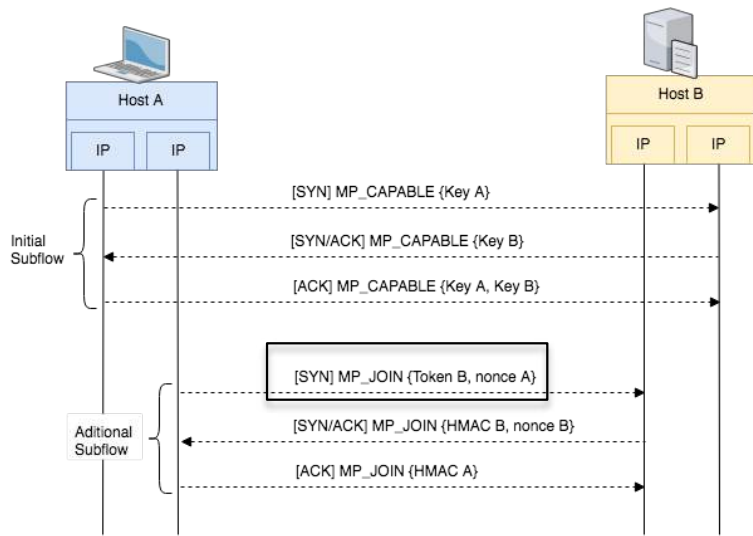 Host A
Host B
IP
IP
IP
IP
[SYN] MP_CAPABLE {Key A}
Initial
Subflow
[SYN/ACK] MP_CAPABLE {Key B}
[ACK] MP_CAPABLE {Key A, Key B}
[SYN] MP_JOIN {Token B, nonce A}
Aditional
Subflow
[SYN/ACK] MP_JOIN {HMAC B, nonce B}
[ACK] MP_JOIN {HMAC A}